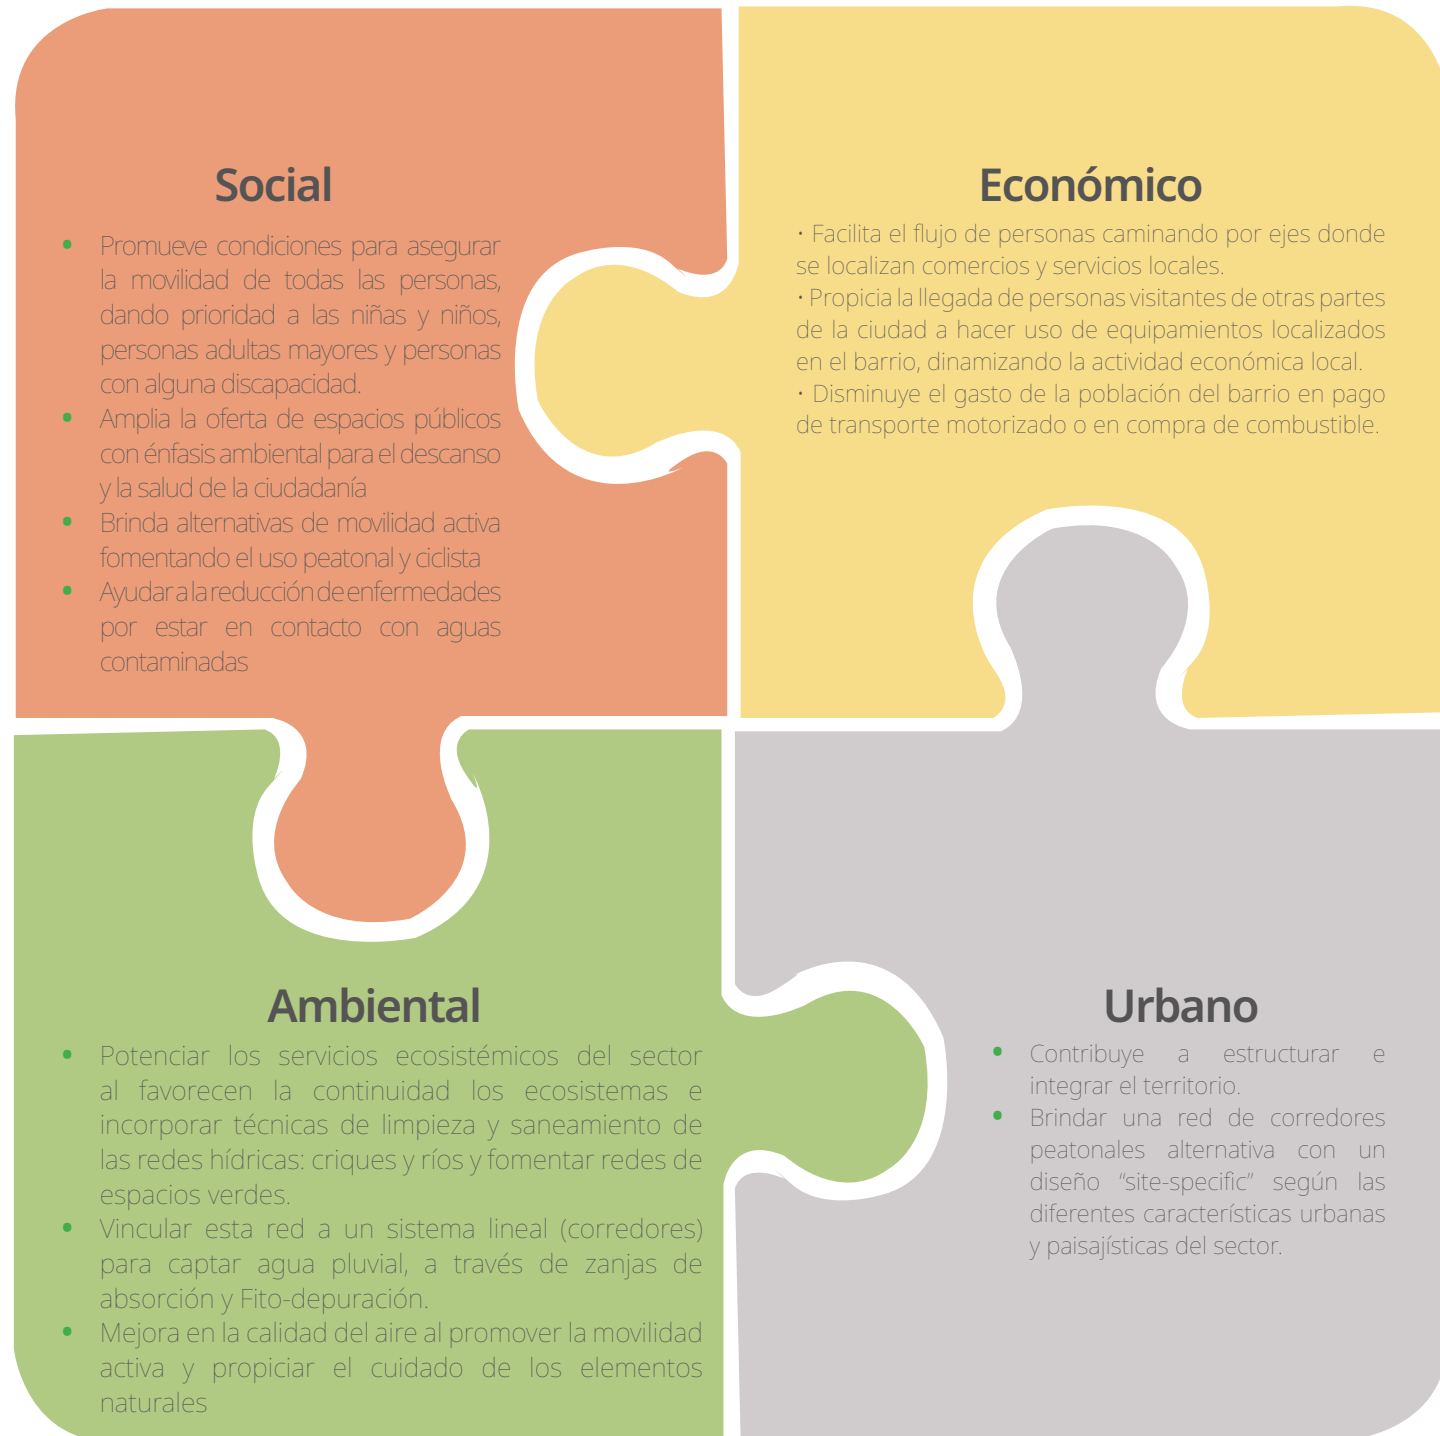 Social
• Promueve condiciones para asegurar
la movilidad de todas las personas,
dando prioridad a las niñas y niños,
personas adultas mayores y personas
con alguna discapacidad.
• Amplia la oferta de espacios públicos
con énfasis ambiental para el descanso
y la salud de la ciudadanía
• Brinda alternativas de movilidad activa
fomentando el uso peatonal y ciclista
• Ayudar a la reducción de enfermedades
por estar en contacto con aguas
contaminadas
Económico
· Facilita el flujo de personas caminando por ejes donde
se localizan comercios y servicios locales.
· Propicia la llegada de personas visitantes de otras partes
de la ciudad a hacer uso de equipamientos localizados
en el barrio, dinamizando la actividad económica local.
· Disminuye el gasto de la población del barrio en pago
de transporte motorizado o en compra de combustible.
Ambiental
• Potenciar los servicios ecosistémicos del sector
al favorecen la continuidad los ecosistemas e
incorporar técnicas de limpieza y saneamiento de
las redes hídricas: criques y ríos y fomentar redes de
espacios verdes.
• Vincular esta red a un sistema lineal (corredores)
para captar agua pluvial, a través de zanjas de
absorción y Fito-depuración.
• Mejora en la calidad del aire al promover la movilidad
activa y propiciar el cuidado de los elementos
naturales
Urbano
• Contribuye a estructurar e
integrar el territorio.
• Brindar una red de corredores
peatonales alternativa con un
diseño “site-specific” según las
diferentes características urbanas
y paisajísticas del sector.